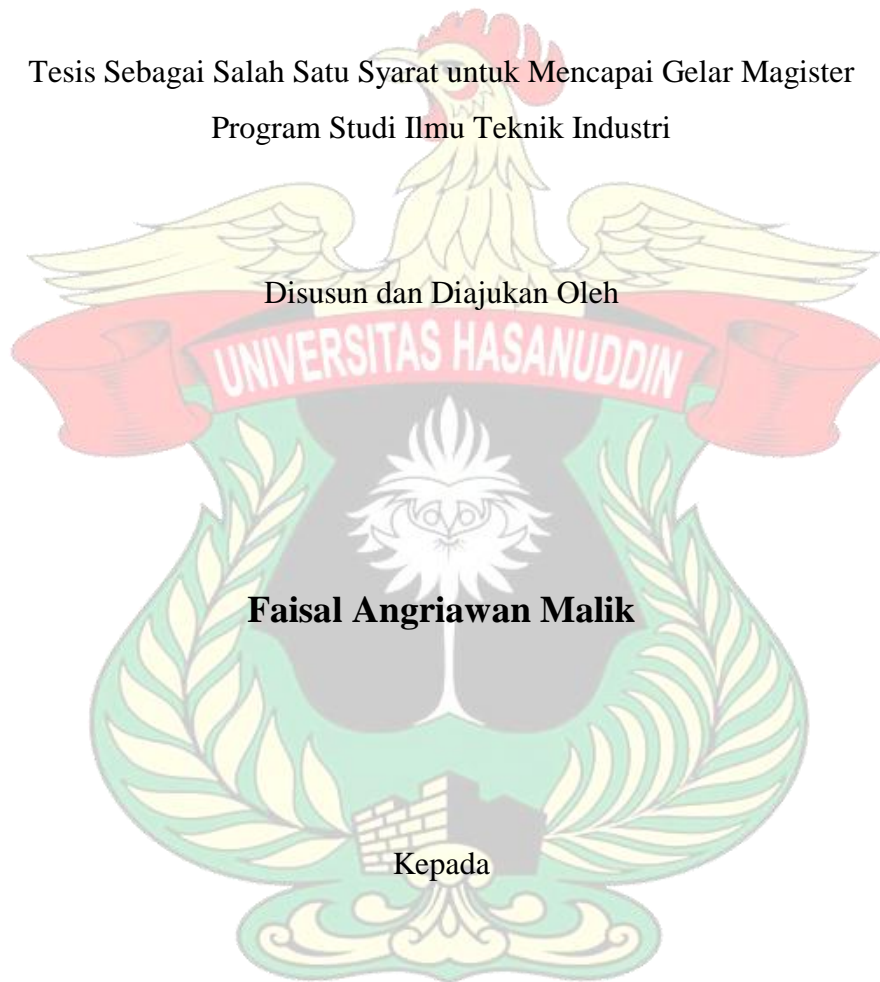 Tesis Sebagai Salah Satu Syarat untuk Mencapai Gelar Magister
Program Studi Ilmu Teknik Industri
Disusun dan Diajukan Oleh
UNIVERSITAS HASANUDDIN
Faisal Angriawan Malik
Kepada